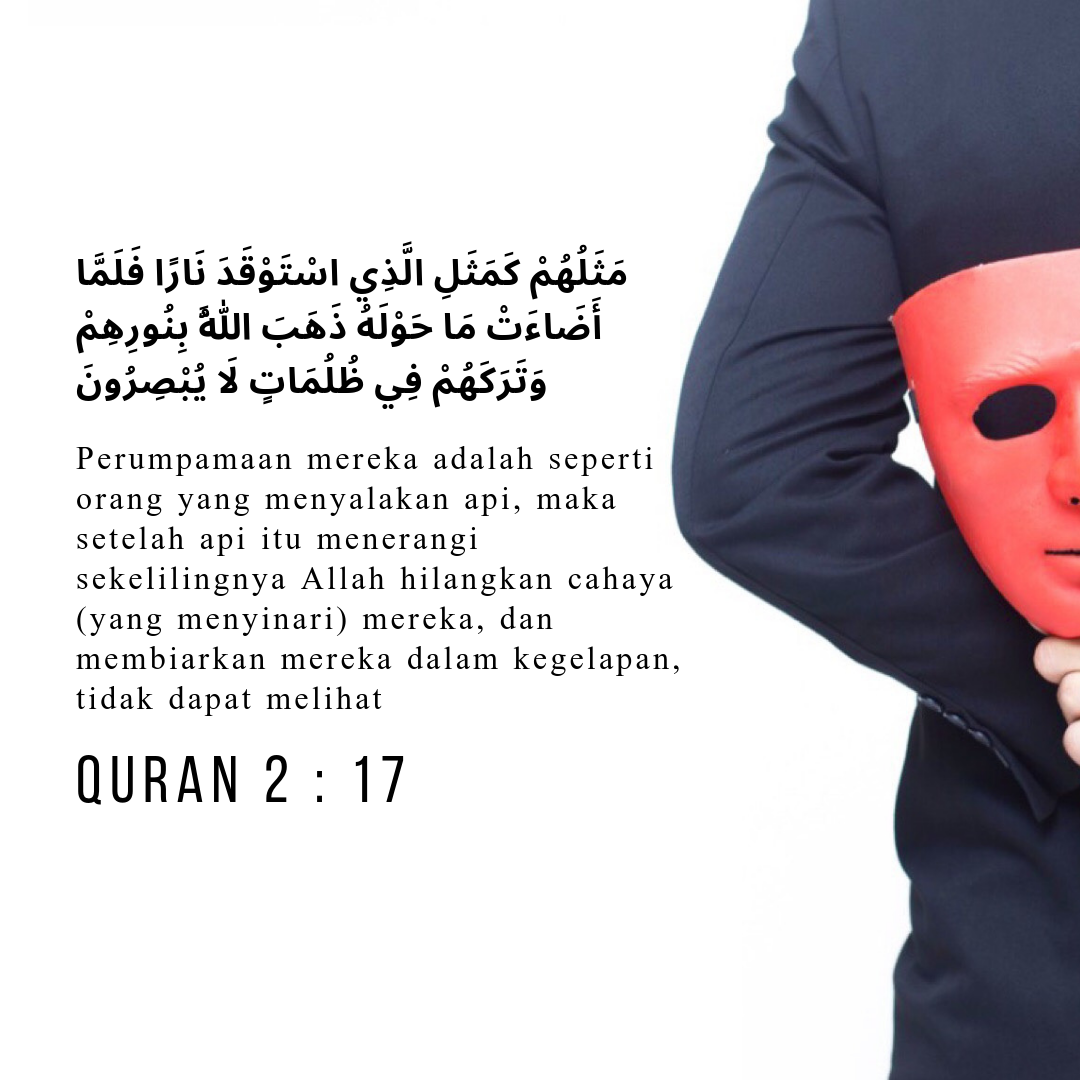 مَثَلُهُمْ كَمَثَلِ الَّذِي اسْتَوْقَدَ نَارًا فَلَمَّا
أَضَاءَتْ مَا حَوْلَهُ ذَهَبَ اللَّهُ بِنُورِهِمْ
وَتَرَكَهُمْ فِي ظُلُمَاتٍ لَا يُبْصِرُونَ
Perumpamaan mereka adalah seperti
orang yang menyalakan api, maka
setelah api itu menerangi
sekelilingnya Allah hilangkan cahaya
(yang menyinari) mereka, dan
membiarkan mereka dalam kegelapan,
tidak dapat melihat
QURAN 2 : 17